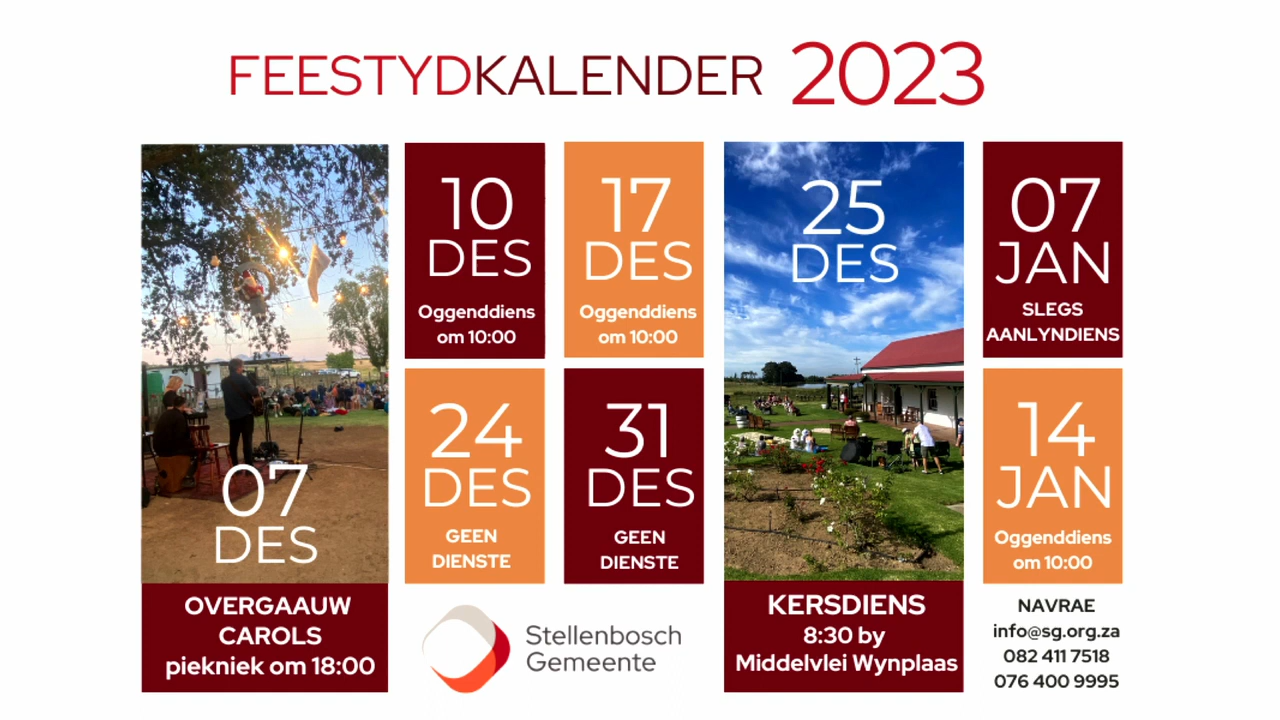 FEESTYDKALENDER 2023
07
DES
OVERGAAUW
CAROLS
piekniek om 18:00
10
DES
Oggenddiens
om 10:00
17
DES
Oggenddiens
om 10:00
24
DES
GEEN
DIENSTE
31
DES
GEEN
DIENSTE
Stellenbosch
Gemeente
25
DES
KERSDIENS
8:30 by
Middelvlei Wynplaas
07
JAN
SLEGS
AANLYNDIENS
14
JAN
Oggenddiens
om 10:00
NAVRAE
info@sg.org.za
082 411 7518
076 400 9995